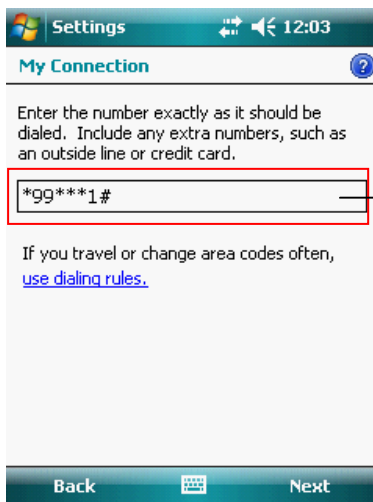 Settings 12:03
My Connection ?
Enter the number exactly as it should be
dialed. Include any extra numbers, such as
an outside line or credit card.
*99***1#
If you travel or change area codes often,
use dialing rules.
Back Next